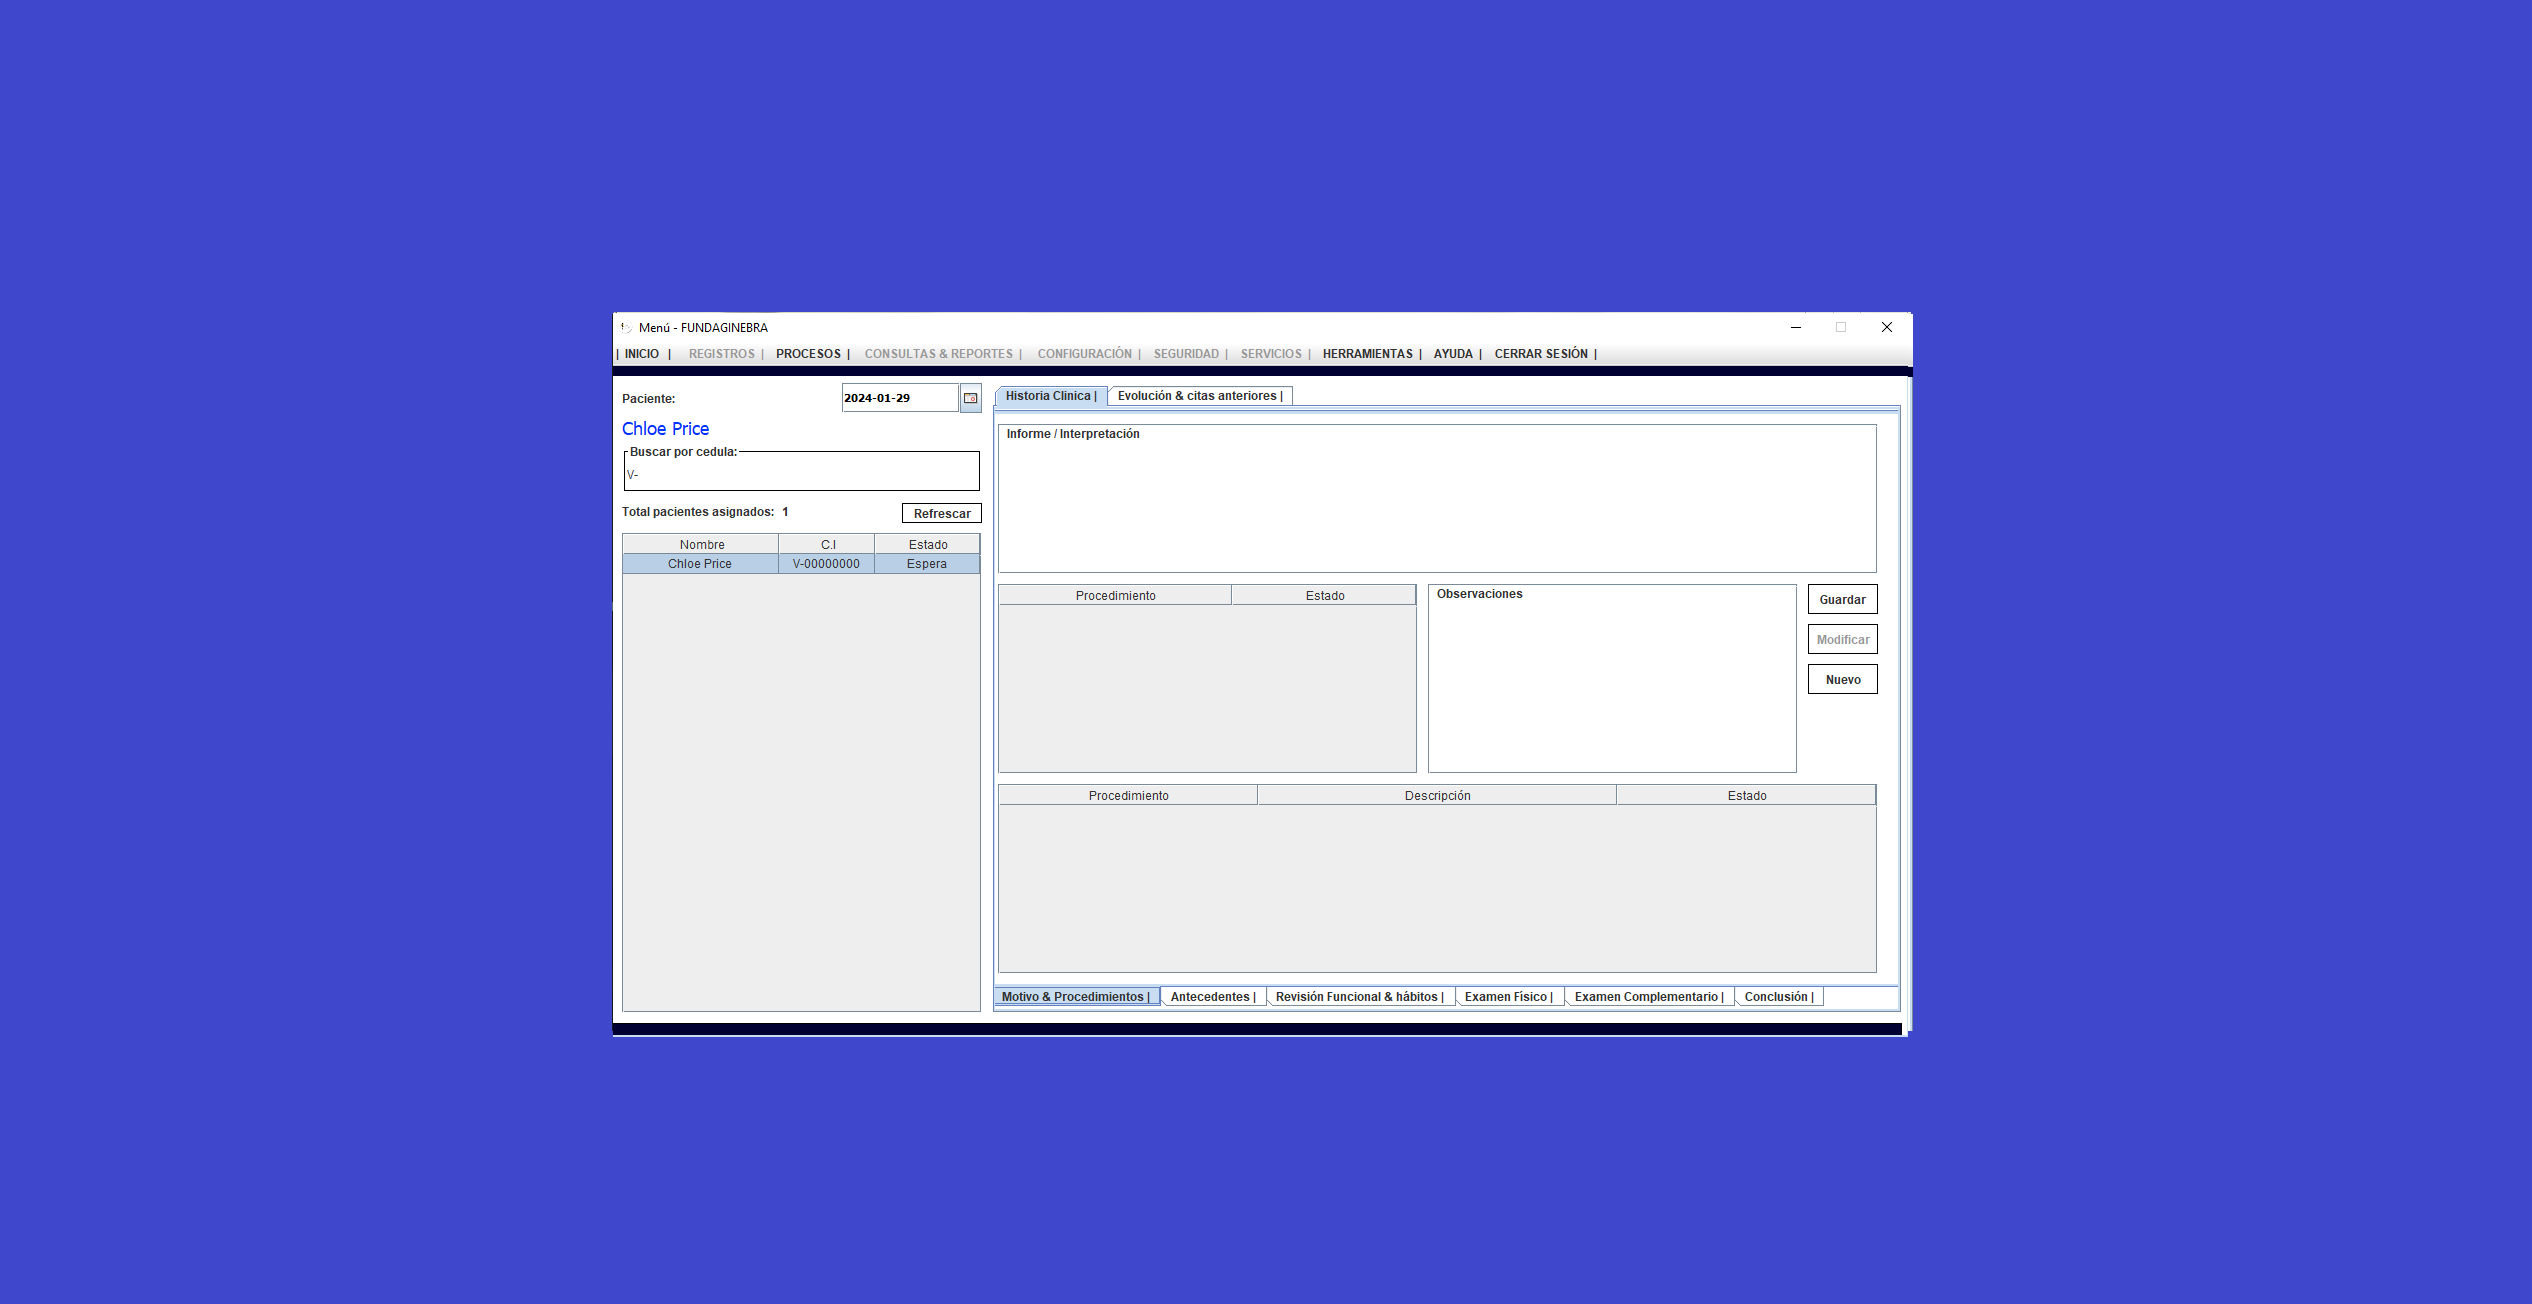 Menú - FUNDAGINEBRA
| INICIO | REGISTROS | PROCESOS | CONSULTAS & REPORTES | CONFIGURACIÓN | SEGURIDAD | SERVICIOS | HERRAMIENTAS | AYUDA | CERRAR SESIÓN |
Paciente: 2024-01-29
Chloe Price
Buscar por cedula:
V-
Total pacientes asignados: 1 Refrescar
Nombre C.I Estado
Chloe Price V-00000000 Espera
Historia Clinica | Evolución & citas anteriores |
Informe / Interpretación
Procedimiento Estado
Observaciones
Guardar
Modificar
Nuevo
Procedimiento Descripción Estado
Motivo & Procedimientos | Antecedentes | Revisión Funcional & hábitos | Examen Físico | Examen Complementario | Conclusión |